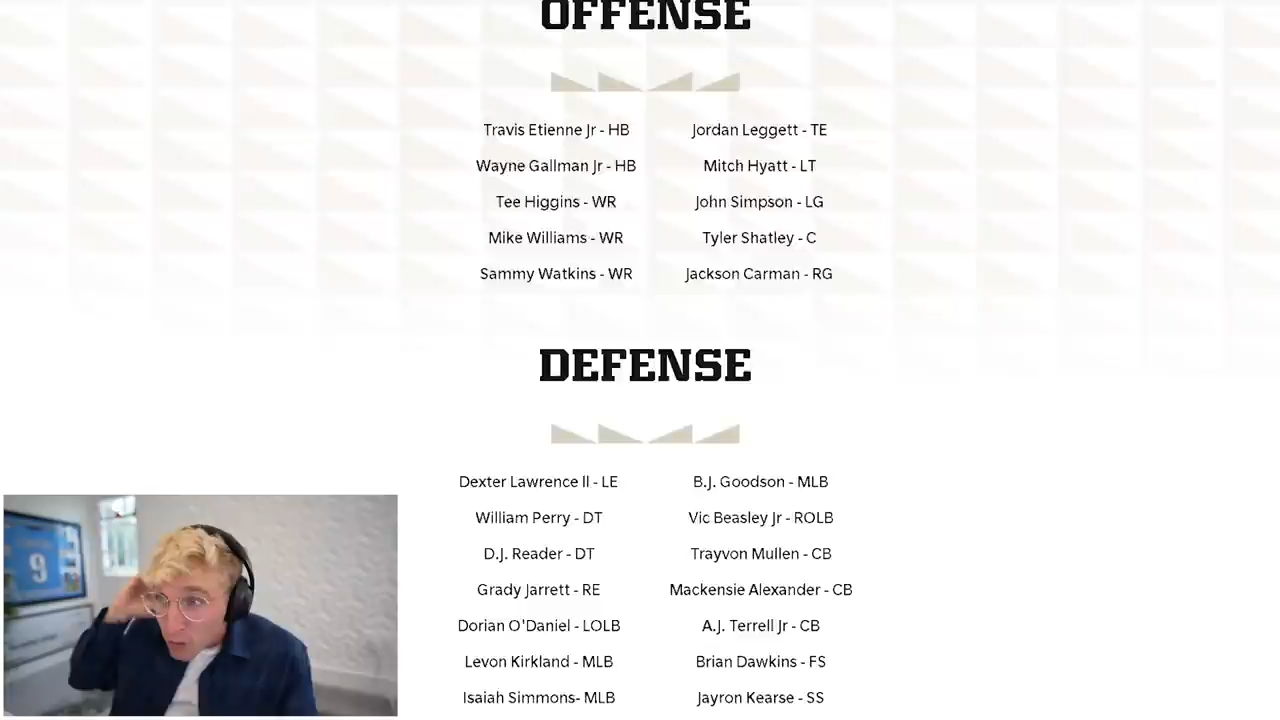 OFFENSE
Travis Etienne Jr - HB
Wayne Gallman Jr - HB
Tee Higgins - WR
Mike Williams - WR
Sammy Watkins - WR
Jordan Leggett - TE
Mitch Hyatt - LT
John Simpson - LG
Tyler Shatley - C
Jackson Carman - RG
DEFENSE
Dexter Lawrence II - LE
William Perry - DT
D.J. Reader - DT
Grady Jarrett - RE
Dorian O'Daniel - LOLB
Levon Kirkland - MLB
Isaiah Simmons- MLB
B.J. Goodson - MLB
Vic Beasley Jr - ROLB
Trayvon Mullen - CB
Mackensie Alexander - CB
A.J. Terrell Jr - CB
Brian Dawkins - FS
Jayron Kearse - SS
9